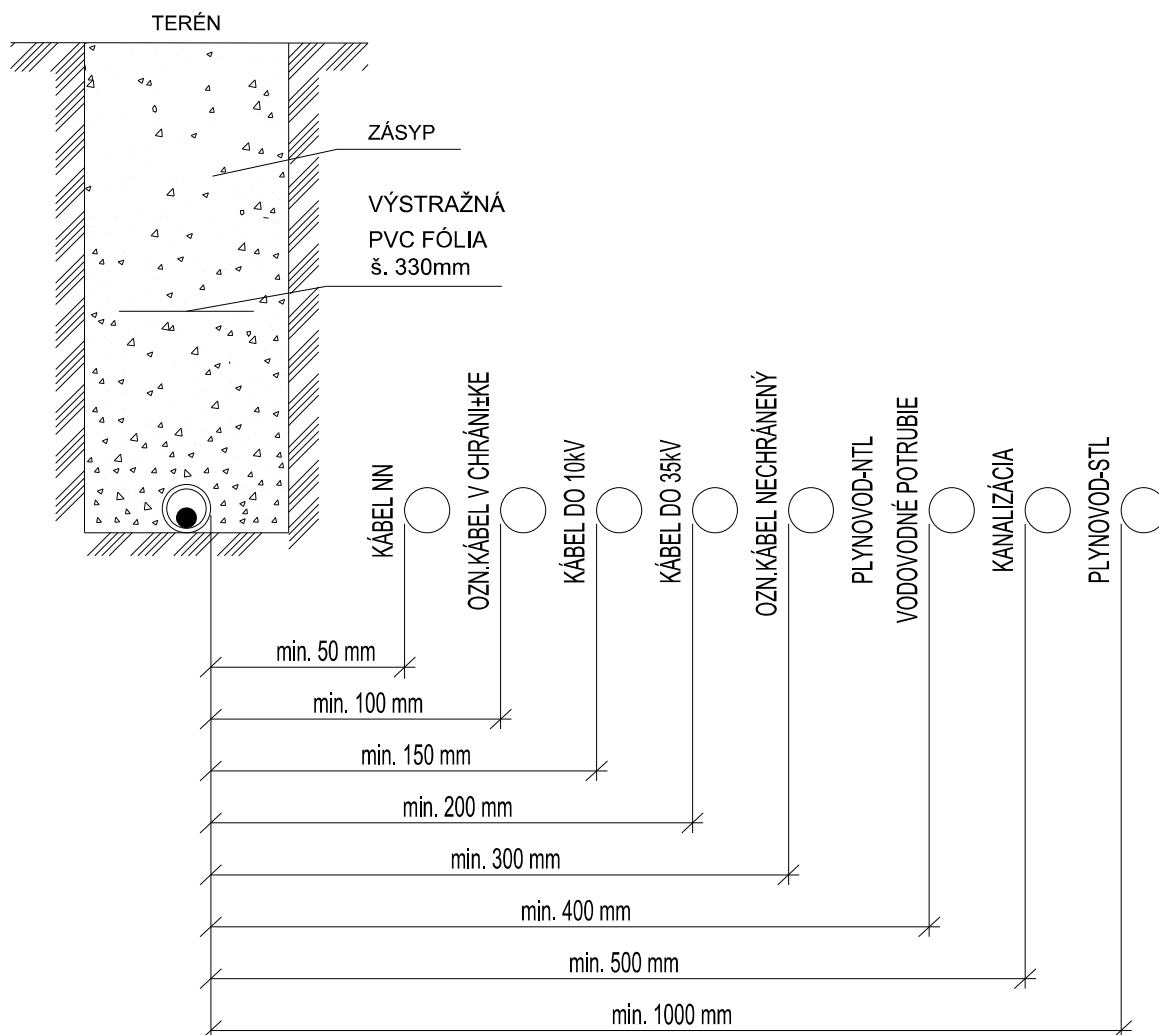 TERÉN
ZÁSYP
VÝSTRAŽNÁ
PVC FÓLIA
š. 330mm
KÁBEL NN
OZN.KÁBEL V CHRÁNI±KE
KÁBEL DO 10kV
KÁBEL DO 35kV
OZN.KÁBEL NECHRÁNENÝ
PLYNOVOD-NTL
VODOVODNÉ POTRUBIE
KANALIZÁCIA
PLYNOVOD-STL
min. 50 mm
min. 100 mm
min. 150 mm
min. 200 mm
min. 300 mm
min. 400 mm
min. 500 mm
min. 1000 mm